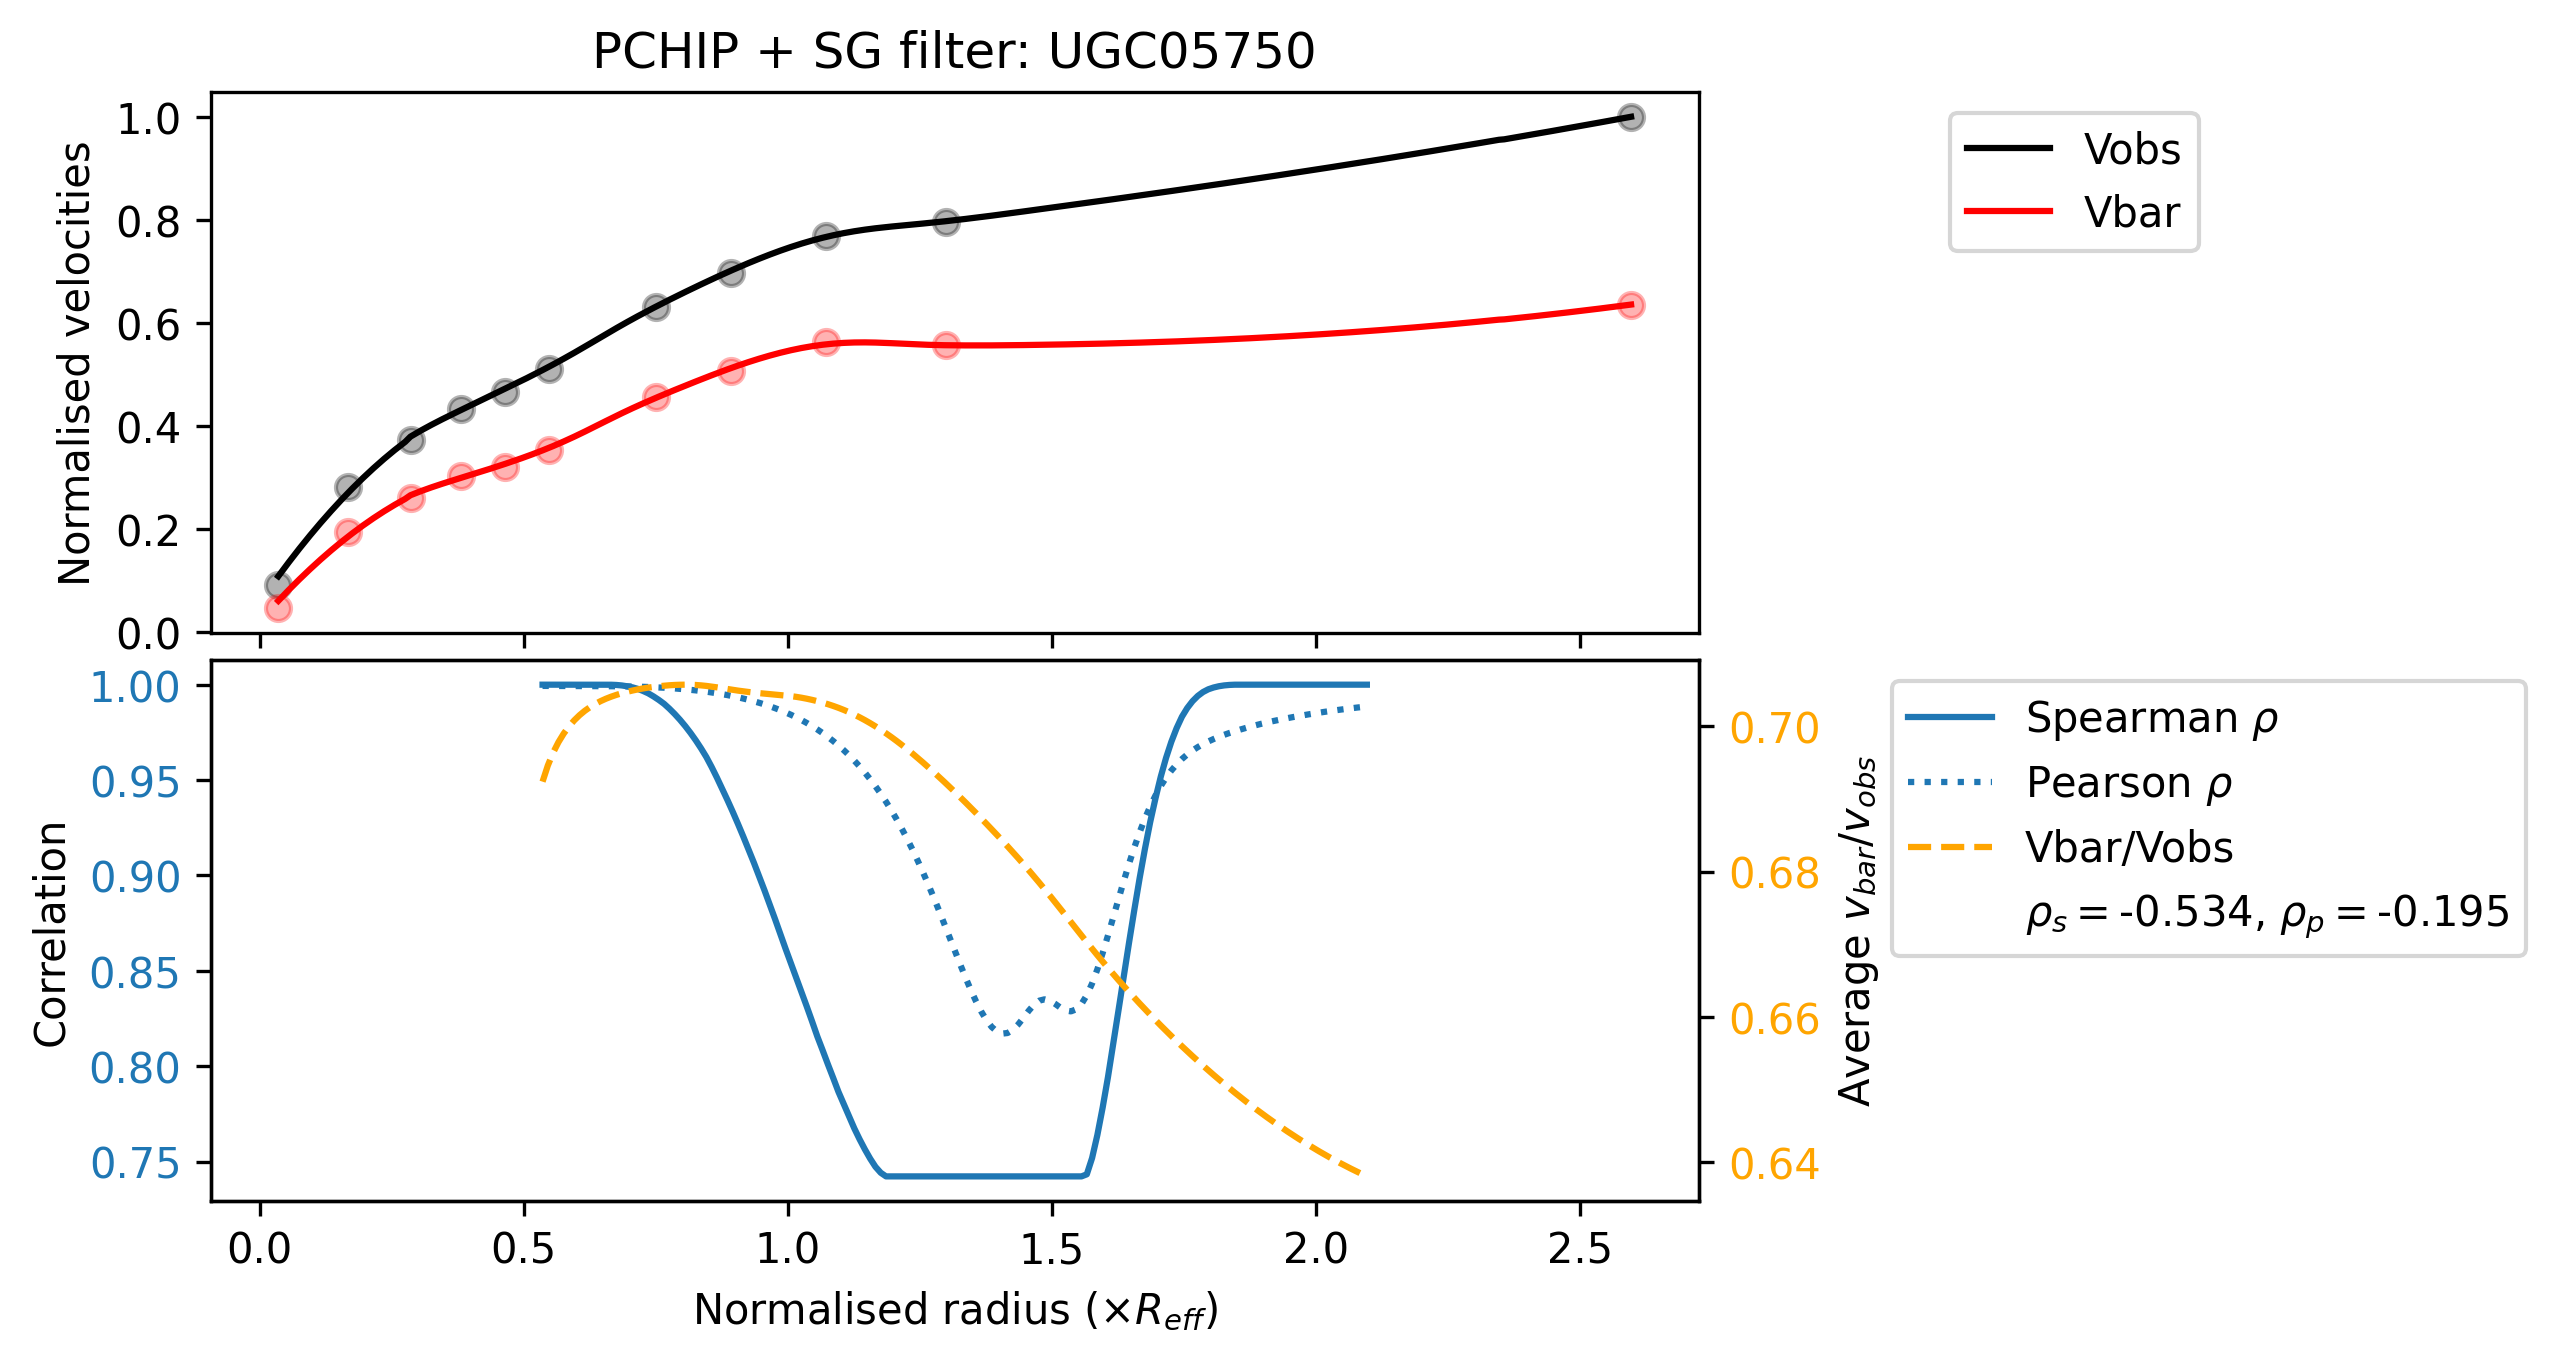 PCHIP + SG filter: UGC05750
Normalised velocities
1.0
0.8
0.6
0.4
0.2
0.0
Vobs
Vbar
Correlation
1.00
0.95
0.90
0.85
0.80
0.75
0.70
0.68
0.66
0.64
Average v_bar/v_obs
Spearman ρ
Pearson ρ
Vbar/Vobs
ρ_s = -0.534, ρ_p = -0.195
0.0 0.5 1.0 1.5 2.0 2.5
Normalised radius (×R_eff)